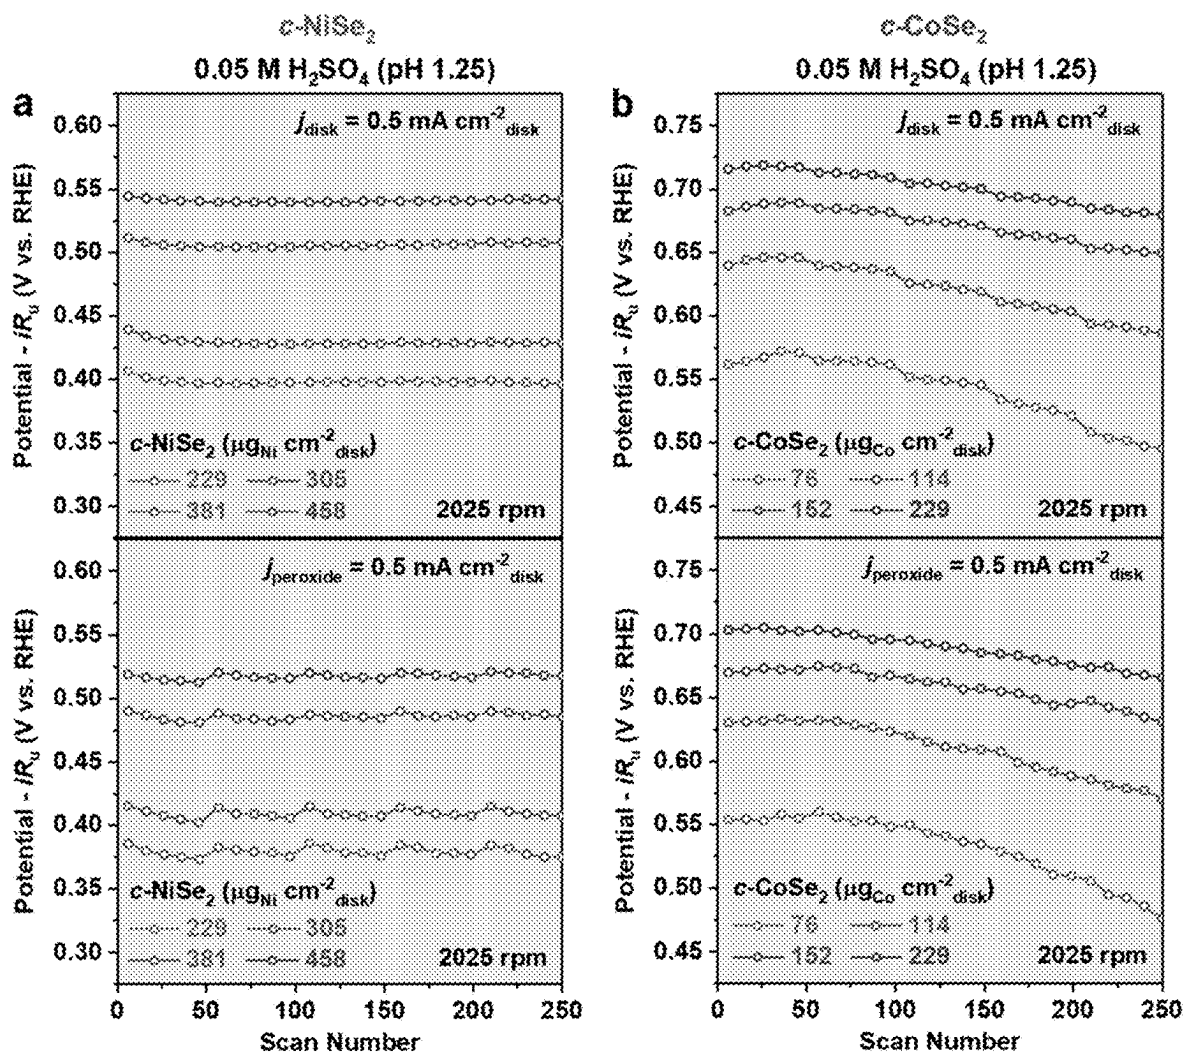 c-NiSe2
0.05 M H2SO4 (pH 1.25)
a
jdisk = 0.5 mA cm-2disk
0.60
0.55
0.50
0.45
0.40
0.35
0.30
Potential - iRu (V vs. RHE)
c-NiSe2 (μgNi cm-2disk)
229 305
381 458
2025 rpm
jperoxide = 0.5 mA cm-2disk
0.60
0.55
0.50
0.45
0.40
0.35
0.30
Potential - iRu (V vs. RHE)
c-NiSe2 (μgNi cm-2disk)
229 305
381 458
2025 rpm
0 50 100 150 200 250
Scan Number
c-CoSe2
0.05 M H2SO4 (pH 1.25)
b
jdisk = 0.5 mA cm-2disk
0.75
0.70
0.65
0.60
0.55
0.50
0.45
Potential - iRu (V vs. RHE)
c-CoSe2 (μgCo cm-2disk)
76 114
152 229
2025 rpm
jperoxide = 0.5 mA cm-2disk
0.75
0.70
0.65
0.60
0.55
0.50
0.45
Potential - iRu (V vs. RHE)
c-CoSe2 (μgCo cm-2disk)
76 114
152 229
2025 rpm
0 50 100 150 200 250
Scan Number